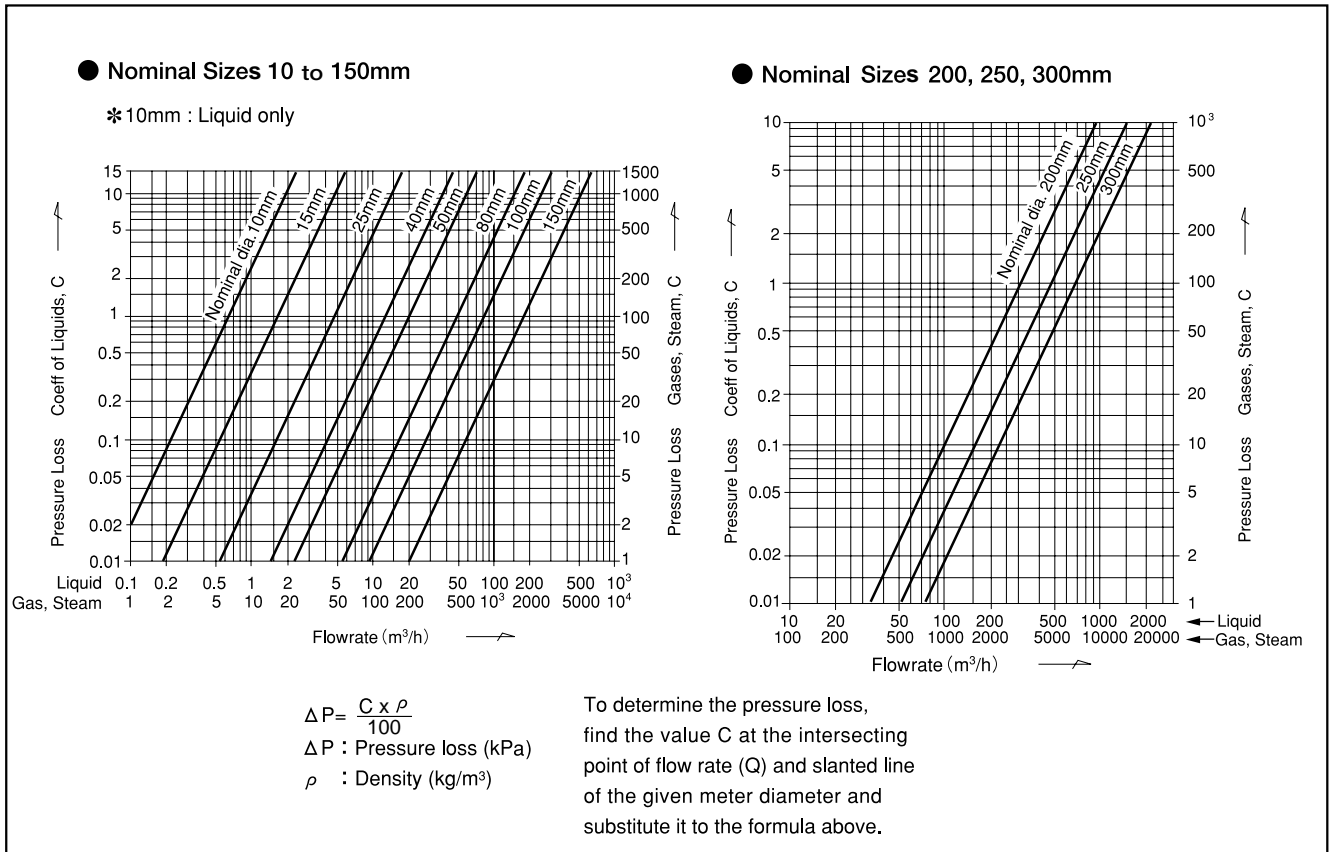 ● Nominal Sizes 10 to 150mm
✻10mm : Liquid only
15
10
5
2
1
0.5
0.2
0.1
0.05
0.02
0.01
Pressure Loss Coeff of Liquids, C
Nominal dia. 10mm
15mm
25mm
40mm
50mm
80mm
100mm
150mm
1500
1000
500
200
100
50
20
10
5
2
1
Pressure Loss Gases, Steam, C
Liquid 0.1 0.2 0.5 1 2 5 10 20 50 100 200 500 10³
Gas, Steam 1 2 5 10 20 50 100 200 500 10³ 2000 5000 10⁴
Flowrate (m³/h)
● Nominal Sizes 200, 250, 300mm
10
5
2
1
0.5
0.2
0.1
0.05
0.02
0.01
Pressure Loss Coeff of Liquids, C
Nominal dia. 200mm
250mm
300mm
10³
500
200
100
50
20
10
5
2
1
Pressure Loss Gases, Steam, C
10 20 50 100 200 500 1000 2000 Liquid
100 200 500 1000 2000 5000 10000 20000 Gas, Steam
Flowrate (m³/h)
ΔP= C x ρ
100
ΔP : Pressure loss (kPa)
ρ : Density (kg/m³)
To determine the pressure loss,
find the value C at the intersecting
point of flow rate (Q) and slanted line
of the given meter diameter and
substitute it to the formula above.